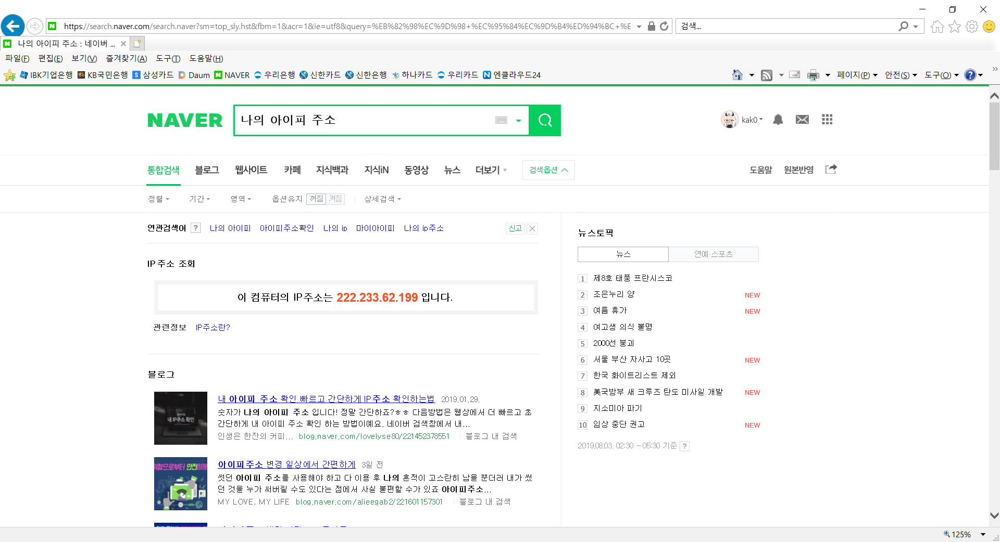 https://search.naver.com/search.naver?sm=top_sly.hst&fbm=1&acr=1&ie=utf8&query=%EB%82%98%EC%9D%98+%EC%95%84%EC%9D%B4%ED%94%BC+%E
검색...
나의 아이피 주소 : 네이버 ...
파일(F) 편집(E) 보기(V) 즐겨찾기(A) 도구(T) 도움말(H)
IBK기업은행 KB국민은행 삼성카드 Daum NAVER 우리은행 신한카드 신한은행 하나카드 우리카드 엔클라우드24
페이지(P) 안전(S) 도구(O)
NAVER 나의 아이피 주소
kak0
통합검색 블로그 웹사이트 카페 지식백과 지식iN 동영상 뉴스 더보기 검색옵션
도움말 원본반영
정렬 기간 영역 옵션유지 꺼짐 켜짐 상세검색
연관검색어 ? 나의 아이피 아이피주소확인 나의 ip 마이아이피 나의 ip주소 신고
IP주소 조회
이 컴퓨터의 IP주소는 222.233.62.199 입니다.
관련정보 IP주소란?
블로그
내 IP주소 확인
내 아이피 주소 확인 빠르고 간단하게 IP주소 확인하는법 2019.01.29.
숫자가 나의 아이피 주소 입니다! 정말 간단하죠?ㅎㅎ 다음방법은 웹상에서 더 빠르고 초
간단하게 내 아이피 주소 확인 하는 방법이예요. 네이버 검색창에서 내...
인생은 한잔의 커피... blog.naver.com/lovelyse80/221452378551 블로그 내 검색
위험으로부터 안전하게
아이피주소 변경 일상에서 간편하게 3일 전
썻던 아이피 주소를 사용해야 하고 다 이용 후 나의 흔적이 고스란히 남을 뿐더러 내가 썼
던 것을 누가 써버릴 수도 있다는 점에서 사실 불편할 수가 있죠 아이피주소...
MY LOVE, MY LIFE blog.naver.com/alieegab2/221601157301 블로그 내 검색
뉴스토픽
뉴스 연예·스포츠
1 제8호 태풍 프란시스코
2 조은누리 양 NEW
3 여름 휴가 NEW
4 여고생 의식 불명
5 2000선 붕괴
6 서울 부산 자사고 10곳 NEW
7 한국 화이트리스트 제외
8 美국방부 새 크루즈 탄도 미사일 개발 NEW
9 지소미아 파기
10 임상 중단 권고 NEW
2019.08.03. 02:30 ~05:30 기준 ?
125%